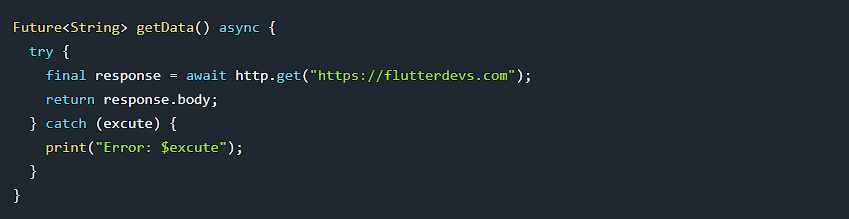 Future<String> getData() async {
  try {
    final response = await http.get("https://flutterdevs.com");
    return response.body;
  } catch (excute) {
    print("Error: $excute");
  }
}